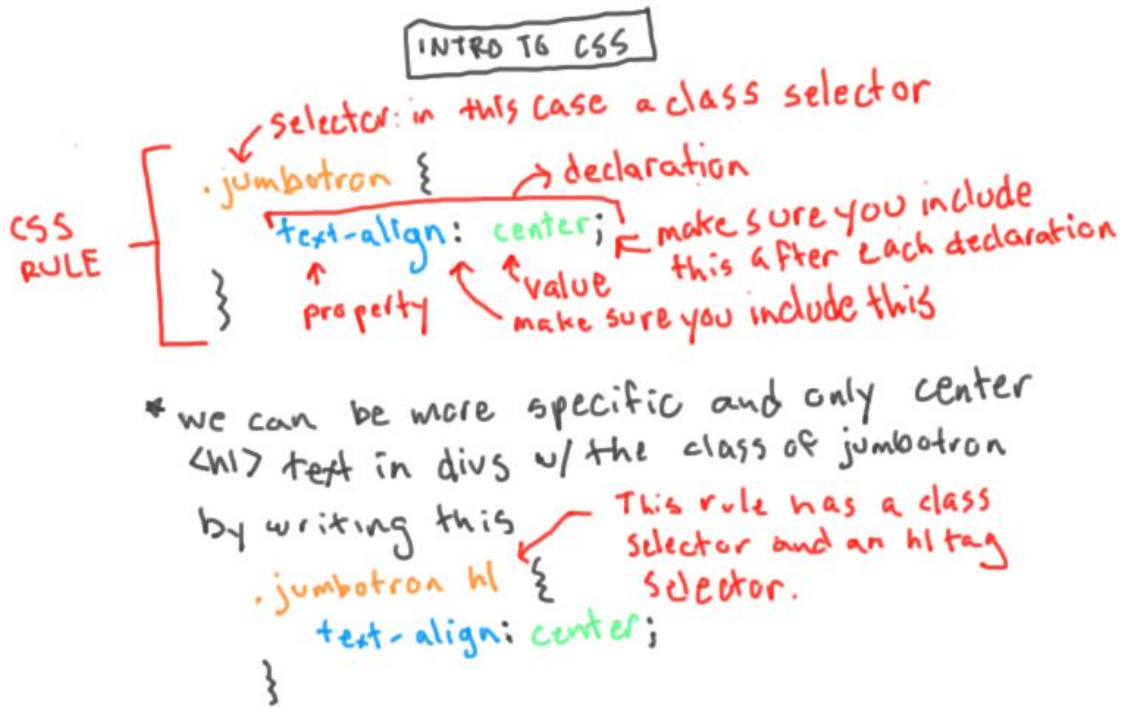 INTRO TO CSS
selector: in this case a class selector
.jumbotron {
declaration
text-align: center;
make sure you include
this after each declaration
CSS
RULE
property
value
make sure you include this
}
* we can be more specific and only center
<h1> text in divs w/ the class of jumbotron
by writing this
This rule has a class
selector and an h1 tag
selector.
.jumbotron h1 {
text-align: center;
}